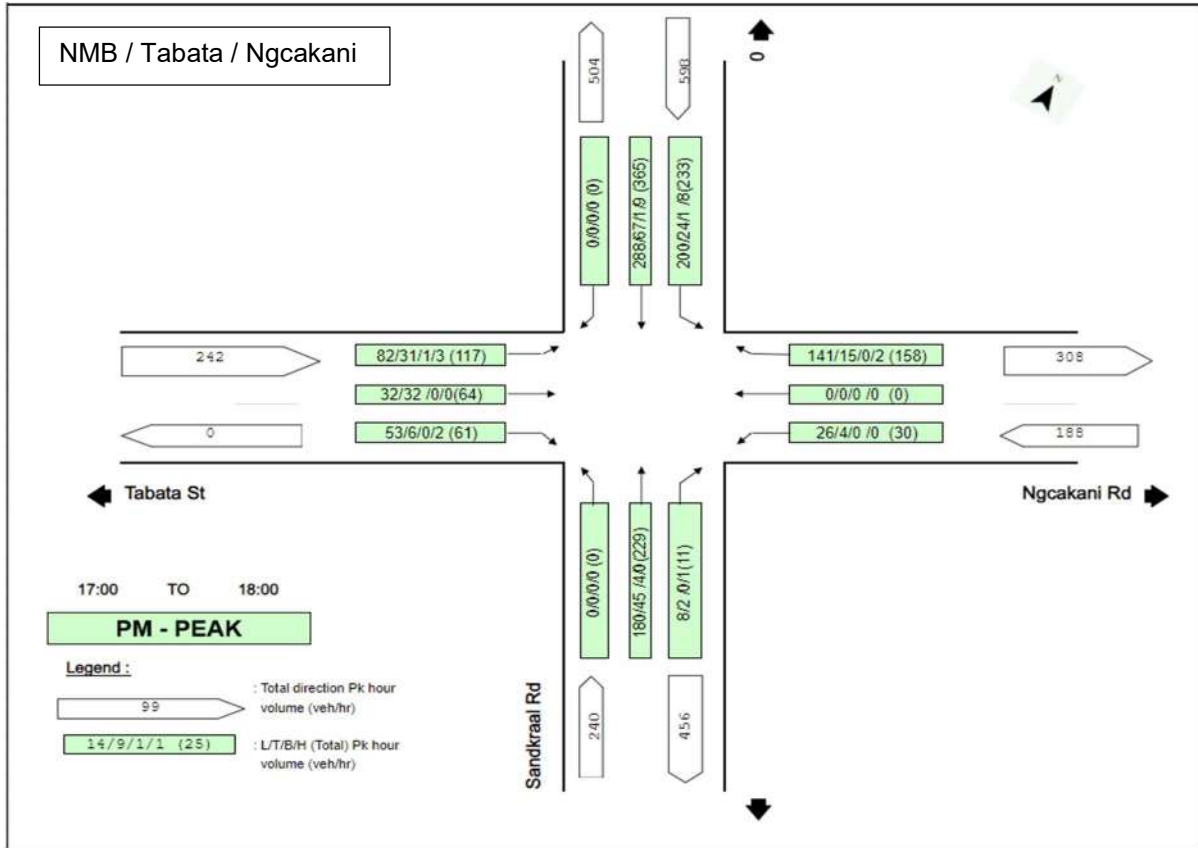 NMB / Tabata / Ngcakani
504
598
0
N
0/0/0/0 (0)
288/67/1/9 (365)
200/24/1 /8(233)
242
82/31/1/3 (117)
141/15/0/2 (158)
308
32/32 /0/0(64)
0/0/0 /0 (0)
0
53/6/0/2 (61)
26/4/0 /0 (30)
188
Tabata St
Ngcakani Rd
0/0/0/0 (0)
180/45 /4/0(229)
8/2 /0/1(11)
17:00 TO 18:00
PM - PEAK
Legend :
99
: Total direction Pk hour
volume (veh/hr)
14/9/1/1 (25)
: L/T/B/H (Total) Pk hour
volume (veh/hr)
Sandkraal Rd
240
456